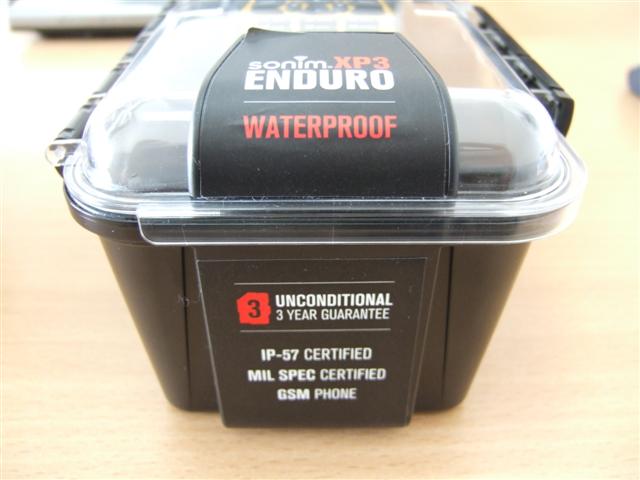 sonim. XP3
ENDURO
WATERPROOF
3 UNCONDITIONAL
3 YEAR GUARANTEE
IP-57 CERTIFIED
MIL SPEC CERTIFIED
GSM PHONE